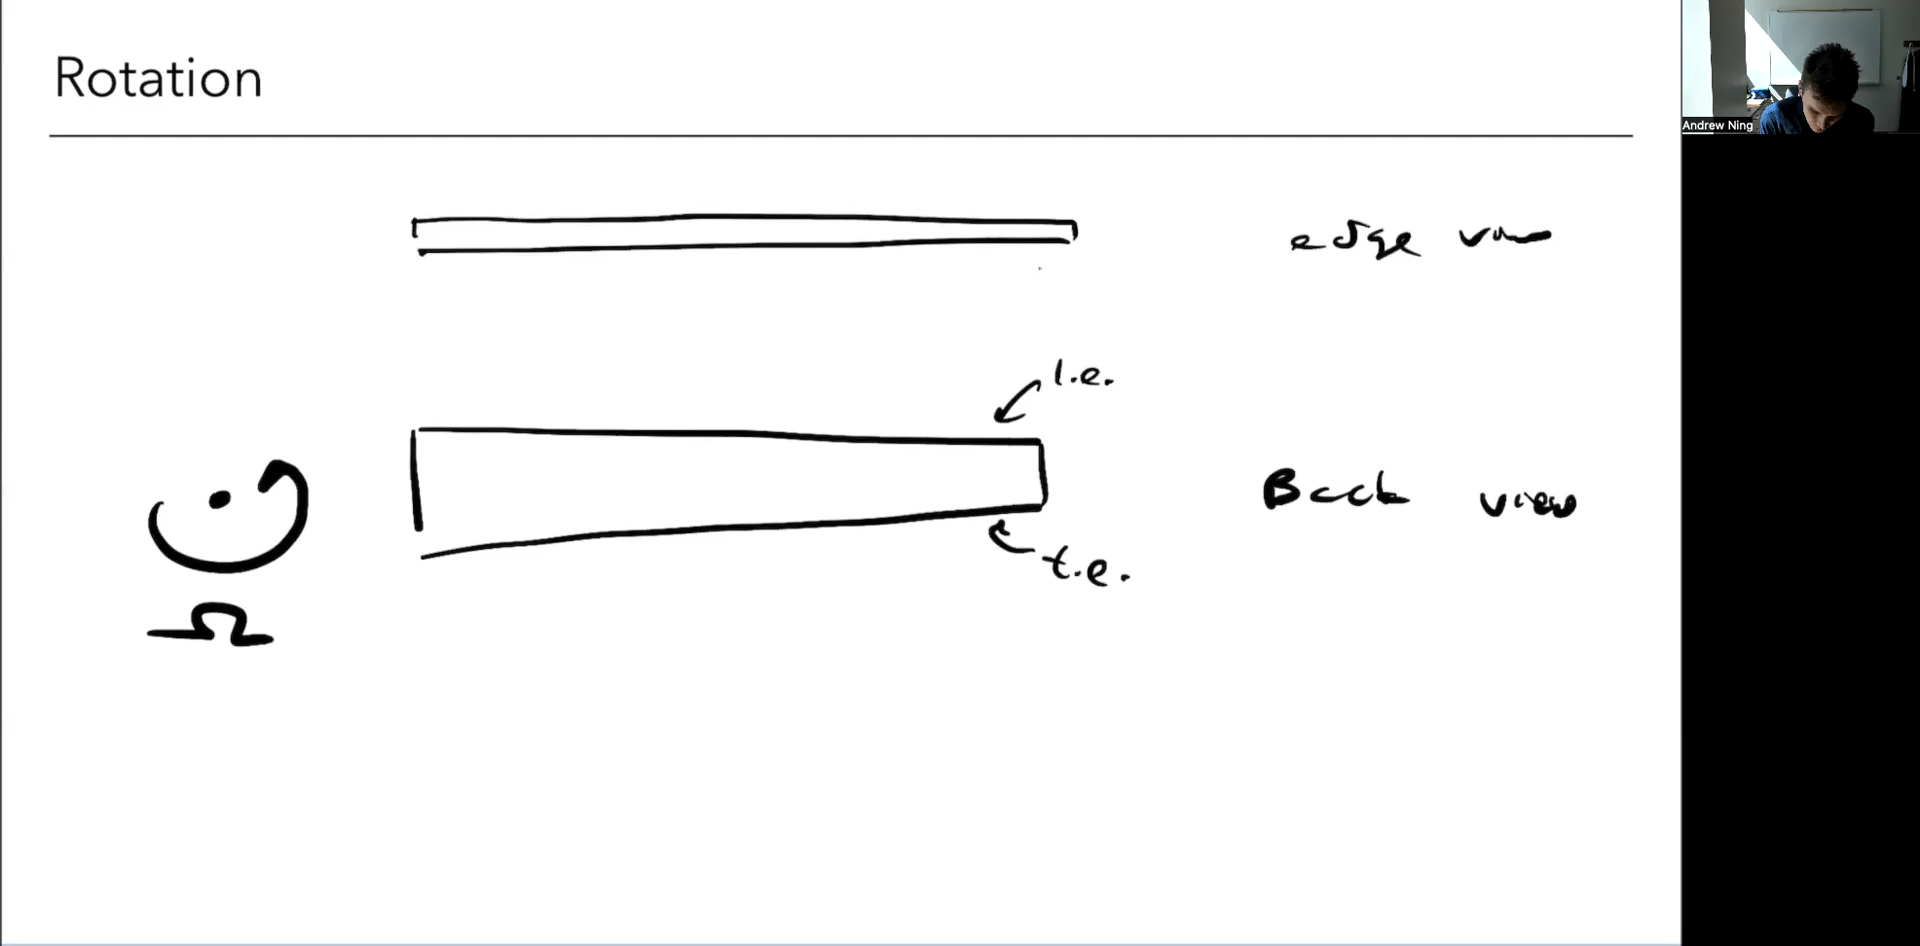 Rotation
Andrew Ning
edge view
l.e.
Back view
t.e.
Ω